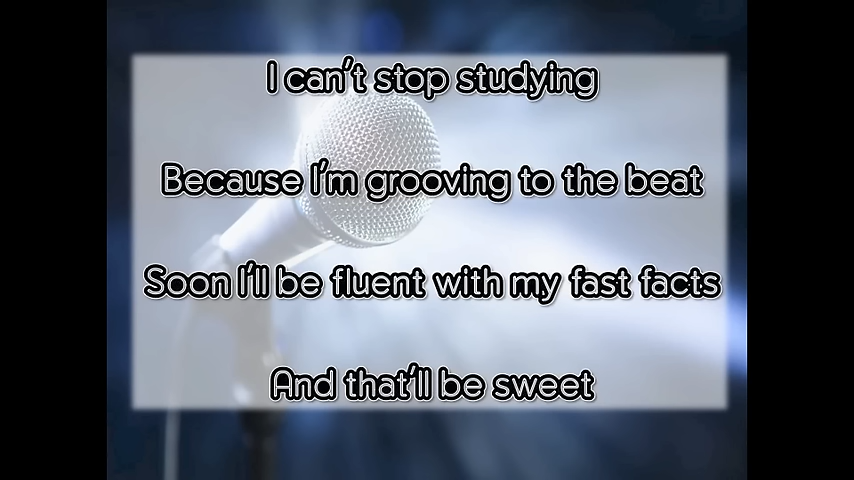 I can't stop studying
Because I'm grooving to the beat
Soon I'll be fluent with my fast facts
And that'll be sweet